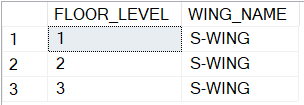 FLOOR_LEVEL WING_NAME
1 1 S-WING
2 2 S-WING
3 3 S-WING